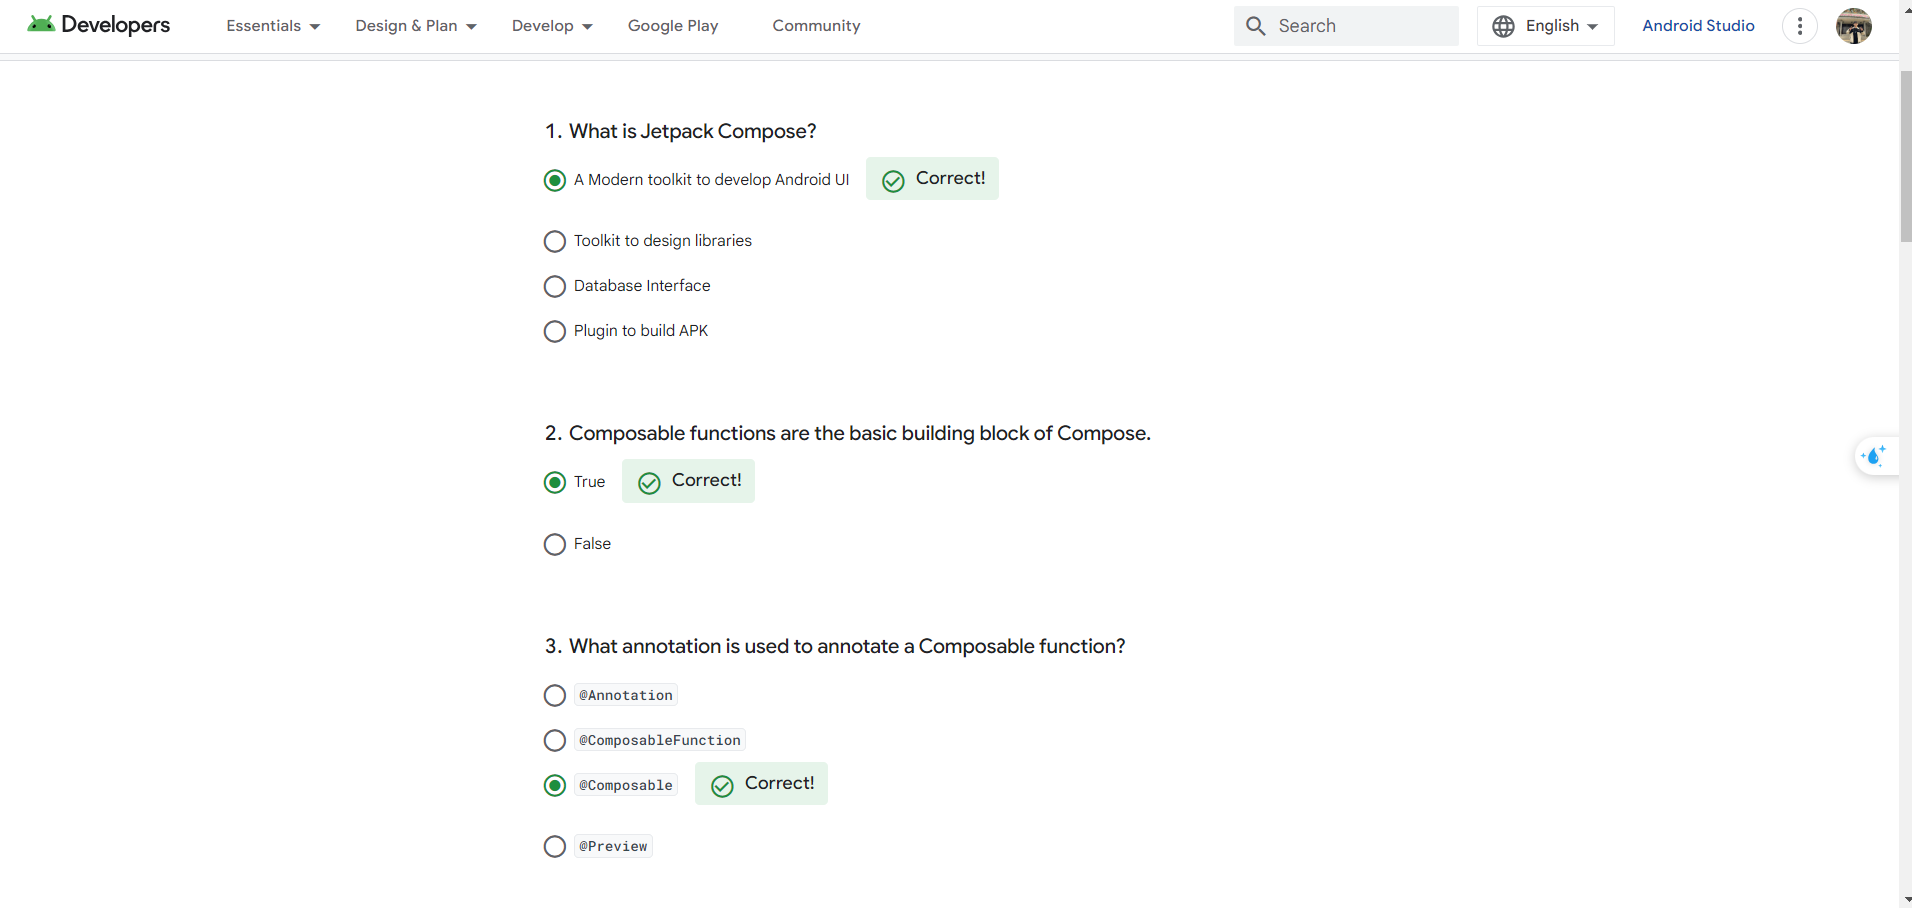 Developers Essentials Design & Plan Develop Google Play Community Search English Android Studio
1. What is Jetpack Compose?
A Modern toolkit to develop Android UI Correct!
Toolkit to design libraries
Database Interface
Plugin to build APK
2. Composable functions are the basic building block of Compose.
True Correct!
False
3. What annotation is used to annotate a Composable function?
@Annotation
@ComposableFunction
@Composable Correct!
@Preview